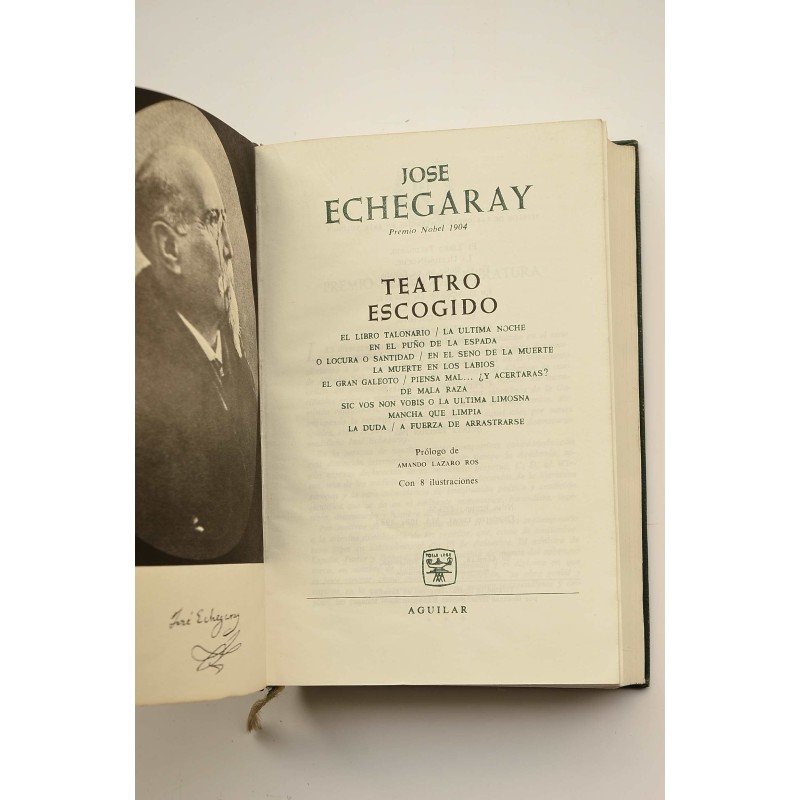 JOSE
ECHEGARAY
Premio Nobel 1904
TEATRO
ESCOGIDO
EL LIBRO TALONARIO / LA ULTIMA NOCHE
EN EL PUÑO DE LA ESPADA
O LOCURA O SANTIDAD / EN EL SENO DE LA MUERTE
LA MUERTE EN LOS LABIOS
EL GRAN GALEOTO / PIENSA MAL... ¿Y ACERTARAS?
DE MALA RAZA
SIC VOS NON VOBIS O LA ULTIMA LIMOSNA
MANCHA QUE LIMPIA
LA DUDA / A FUERZA DE ARRASTRARSE
Prólogo de
AMANDO LAZARO ROS
Con 8 ilustraciones
AGUILAR
José Echegaray